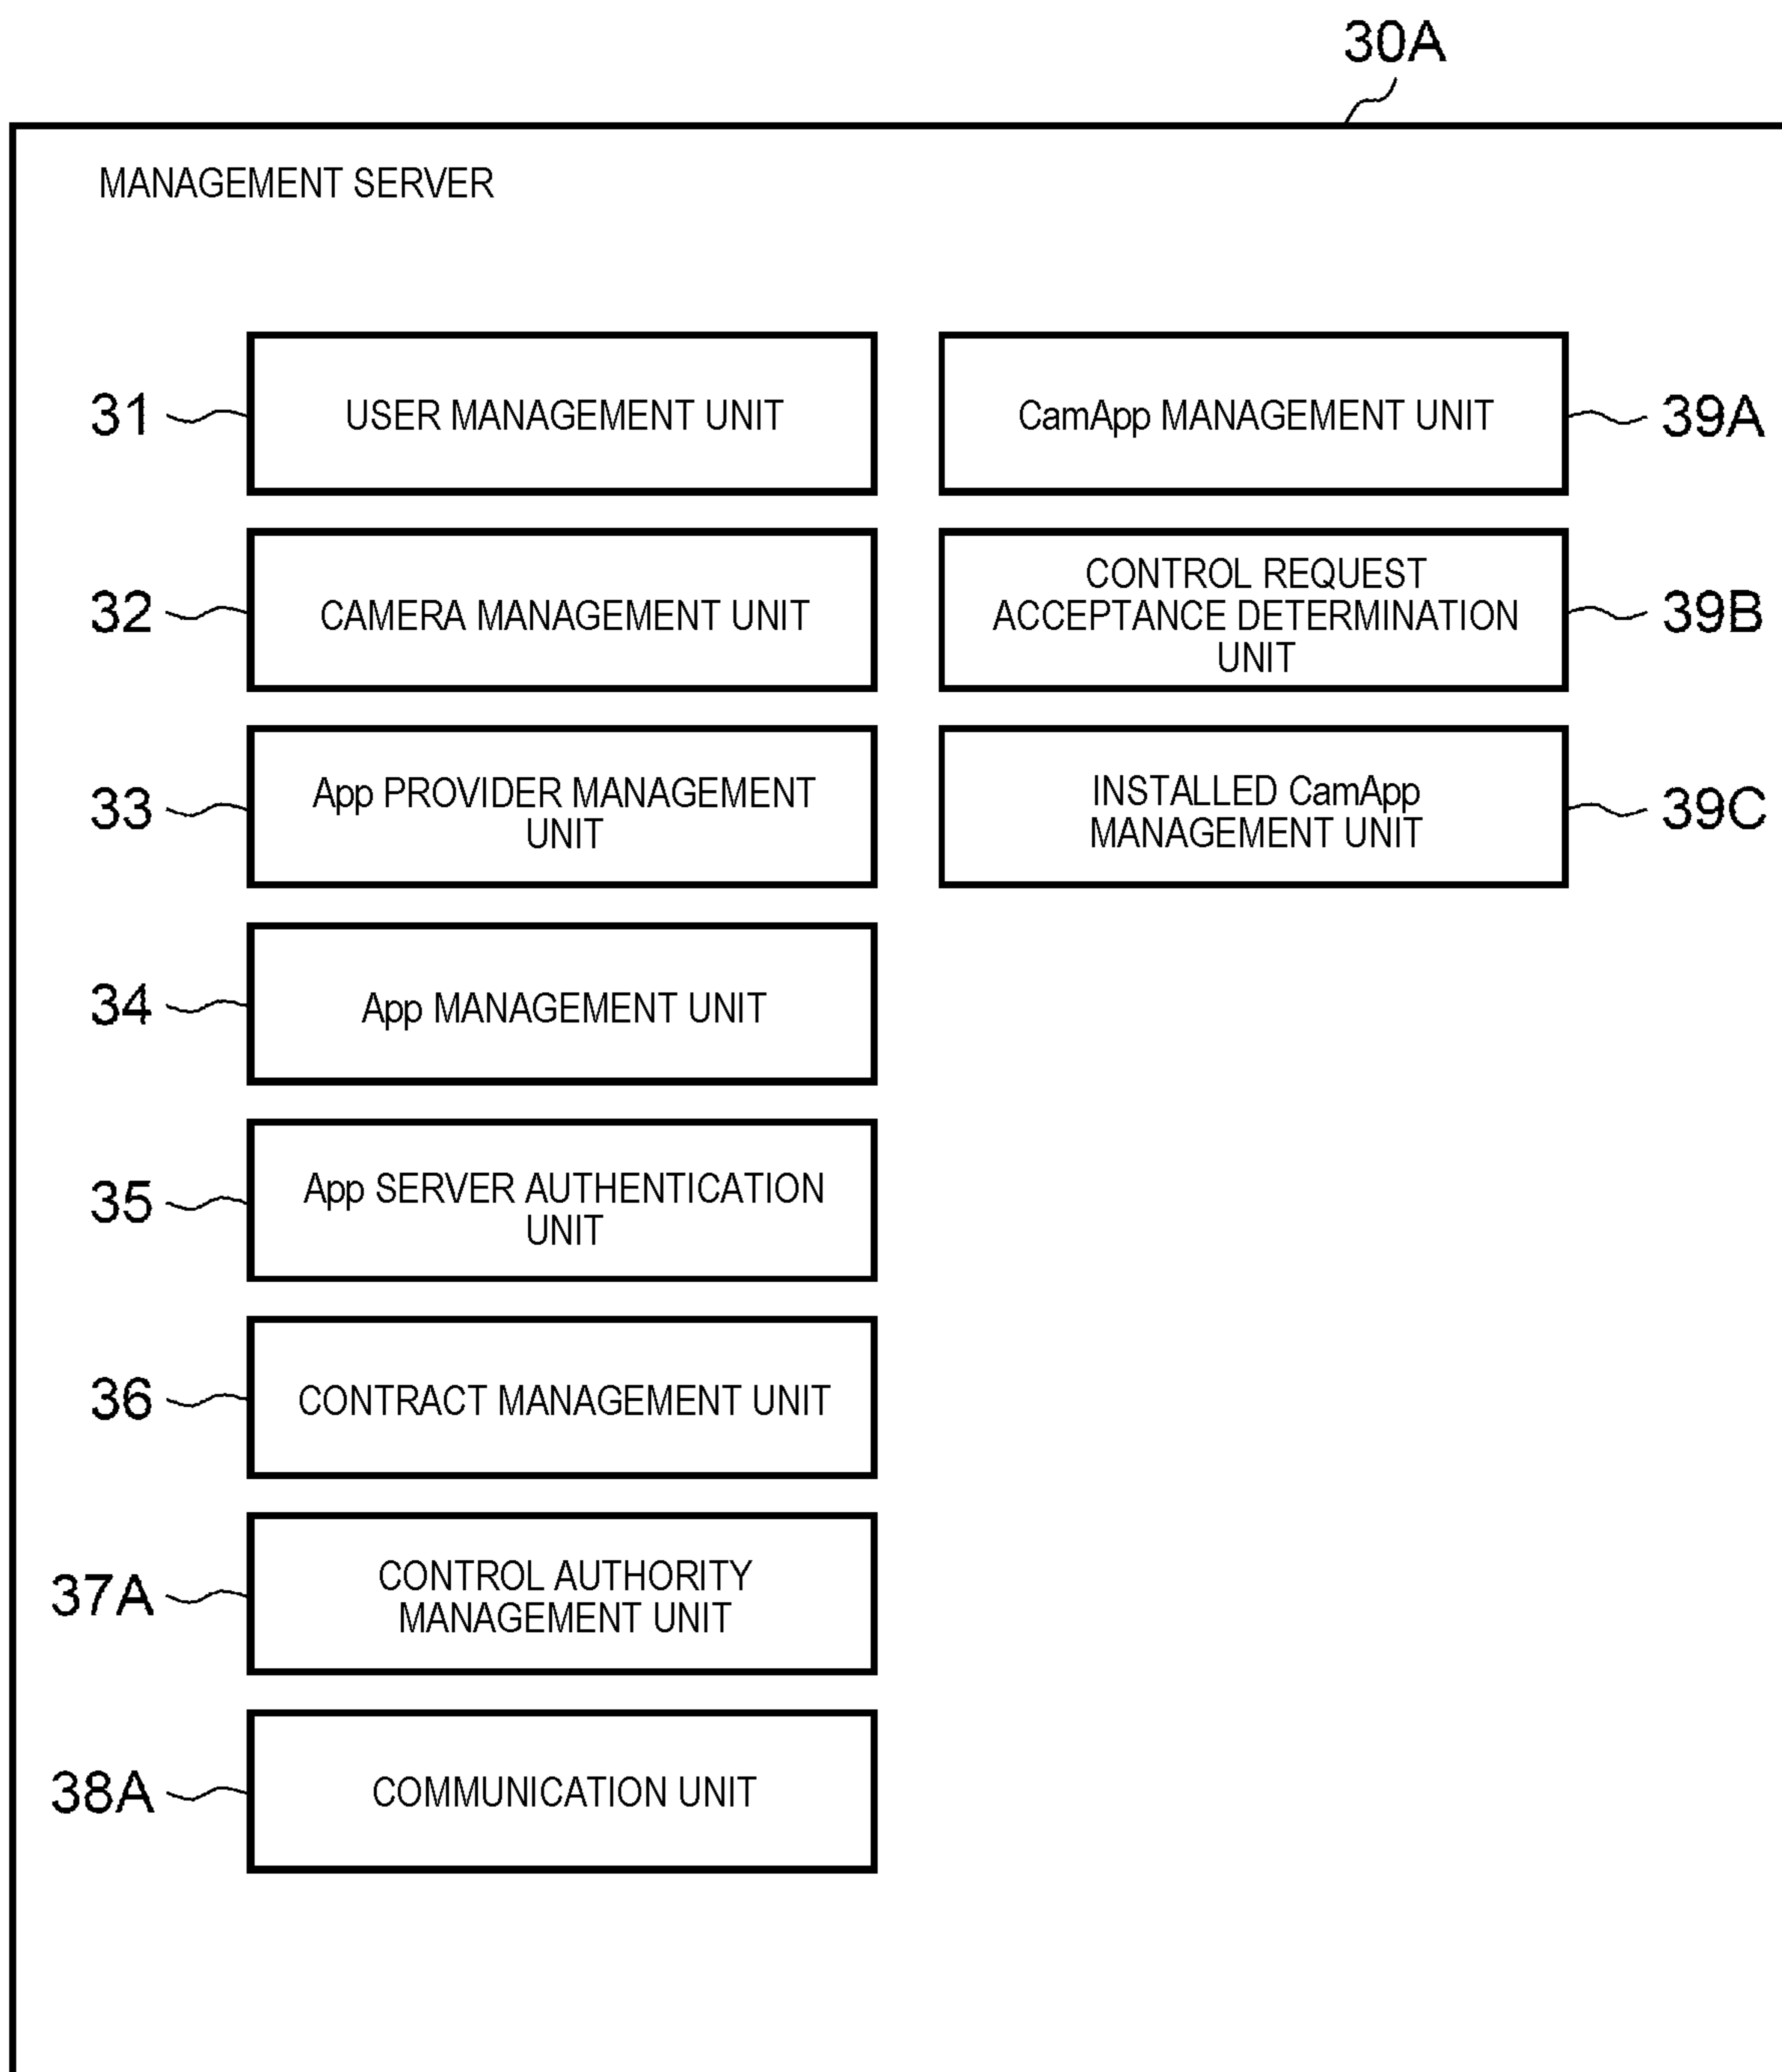 30A
MANAGEMENT SERVER
31
USER MANAGEMENT UNIT
CamApp MANAGEMENT UNIT
39A
32
CAMERA MANAGEMENT UNIT
CONTROL REQUEST
ACCEPTANCE DETERMINATION
UNIT
39B
33
App PROVIDER MANAGEMENT
UNIT
INSTALLED CamApp
MANAGEMENT UNIT
39C
34
App MANAGEMENT UNIT
35
App SERVER AUTHENTICATION
UNIT
36
CONTRACT MANAGEMENT UNIT
37A
CONTROL AUTHORITY
MANAGEMENT UNIT
38A
COMMUNICATION UNIT